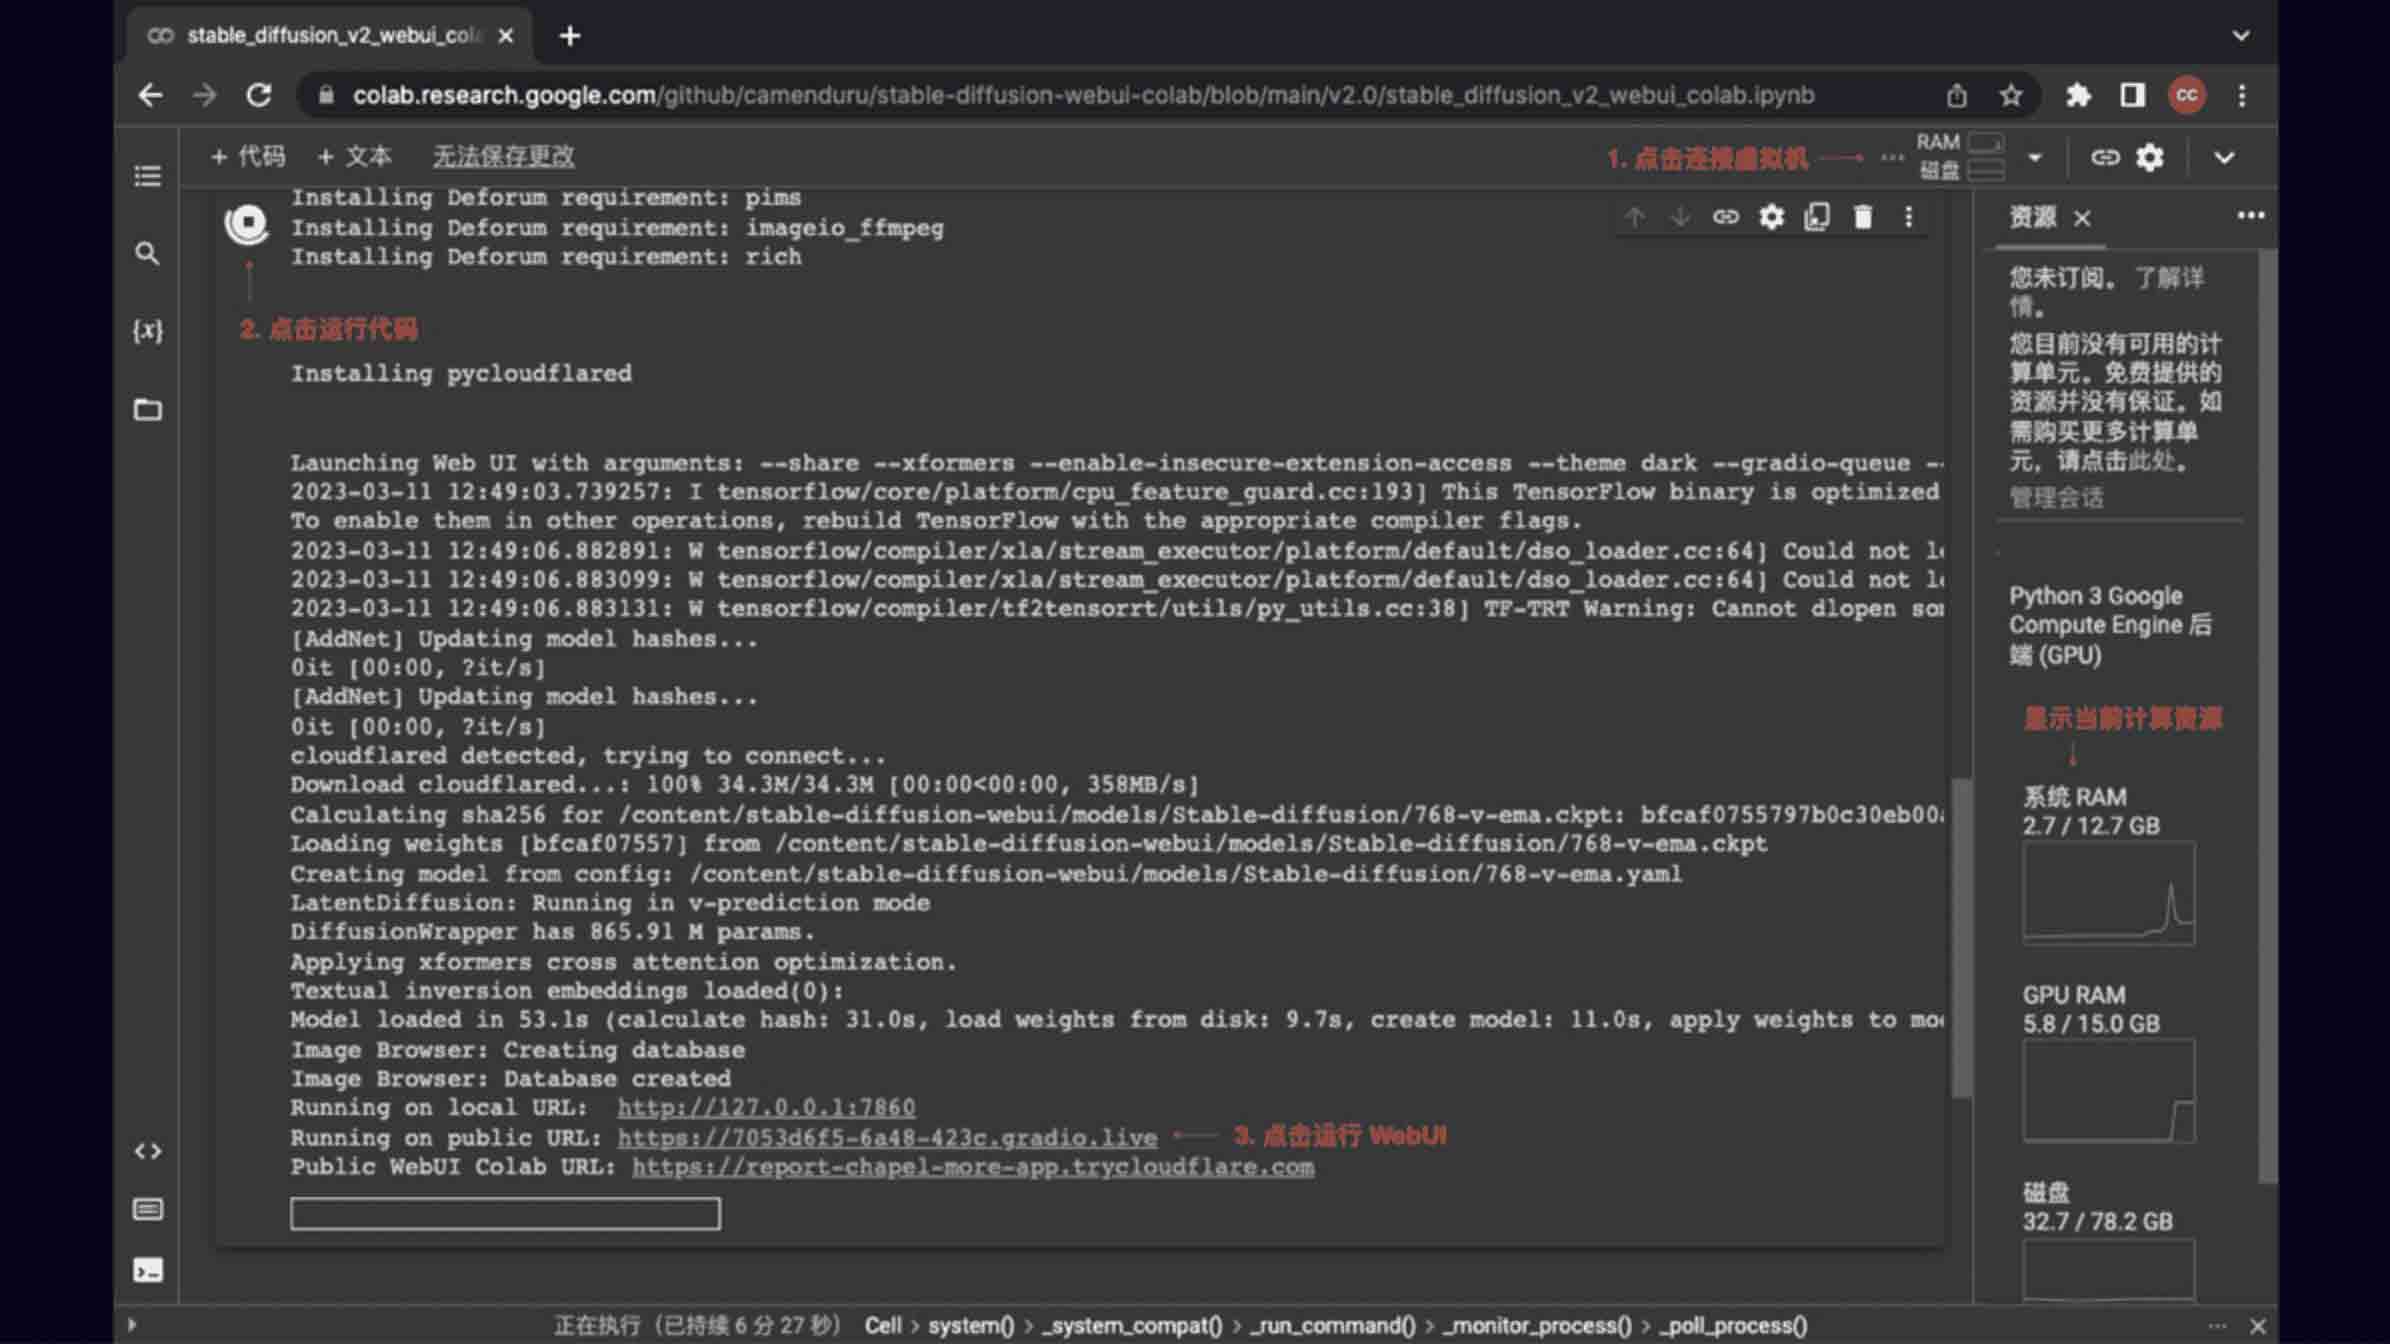 stable_diffusion_v2_webui_col
colab.research.google.com/github/camenduru/stable-diffusion-webui-colab/blob/main/v2.0/stable_diffusion_v2_webui_colab.ipynb
CC
+ 代码 + 文本 无法保存更改
1. 点击连接虚拟机
RAM
磁盘
Installing Deforum requirement: pims
Installing Deforum requirement: imageio_ffmpeg
Installing Deforum requirement: rich
2. 点击运行代码
Installing pycloudflared
Launching Web UI with arguments: --share --xformers --enable-insecure-extension-access --theme dark --gradio-queue
2023-03-11 12:49:03.739257: I tensorflow/core/platform/cpu_feature_guard.cc:193] This TensorFlow binary is optimized
To enable them in other operations, rebuild TensorFlow with the appropriate compiler flags.
2023-03-11 12:49:06.882891: W tensorflow/compiler/xla/stream_executor/platform/default/dso_loader.cc:64] Could not
2023-03-11 12:49:06.883099: W tensorflow/compiler/xla/stream_executor/platform/default/dso_loader.cc:64] Could not
2023-03-11 12:49:06.883131: W tensorflow/compiler/tf2tensorrt/utils/py_utils.cc:38] TF-TRT Warning: Cannot dlopen
[AddNet] Updating model hashes...
0it [00:00, ?it/s]
[AddNet] Updating model hashes...
0it [00:00, ?it/s]
cloudflared detected, trying to connect...
Download cloudflared...: 100% 34.3M/34.3M [00:00<00:00, 358MB/s]
Calculating sha256 for /content/stable-diffusion-webui/models/Stable-diffusion/768-v-ema.ckpt: bfcaf0755797b0c30eb00
Loading weights [bfcaf07557] from /content/stable-diffusion-webui/models/Stable-diffusion/768-v-ema.ckpt
Creating model from config: /content/stable-diffusion-webui/models/Stable-diffusion/768-v-ema.yaml
LatentDiffusion: Running in v-prediction mode
DiffusionWrapper has 865.91 M params.
Applying xformers cross attention optimization.
Textual inversion embeddings loaded(0):
Model loaded in 53.1s (calculate hash: 31.0s, load weights from disk: 9.7s, create model: 11.0s, apply weights to
Image Browser: Creating database
Image Browser: Database created
Running on local URL: http://127.0.0.1:7860
Running on public URL: https://7053d6f5-6a48-423c.gradio.live
3. 点击运行 WebUI
Public WebUI Colab URL: https://report-chapel-more-app.trycloudflare.com
资源
您未订阅。 了解详
情。
您目前没有可用的计
算单元。免费提供的
资源并没有保证。如
需购买更多计算单
元，请点击此处。
管理会话
Python 3 Google
Compute Engine 后
端 (GPU)
显示当前计算资源
系统 RAM
2.7 / 12.7 GB
GPU RAM
5.8 / 15.0 GB
磁盘
32.7 / 78.2 GB
正在执行（已持续 6 分 27 秒） Cell > system() > _system_compat() > _run_command() > _monitor_process() > _poll_process()